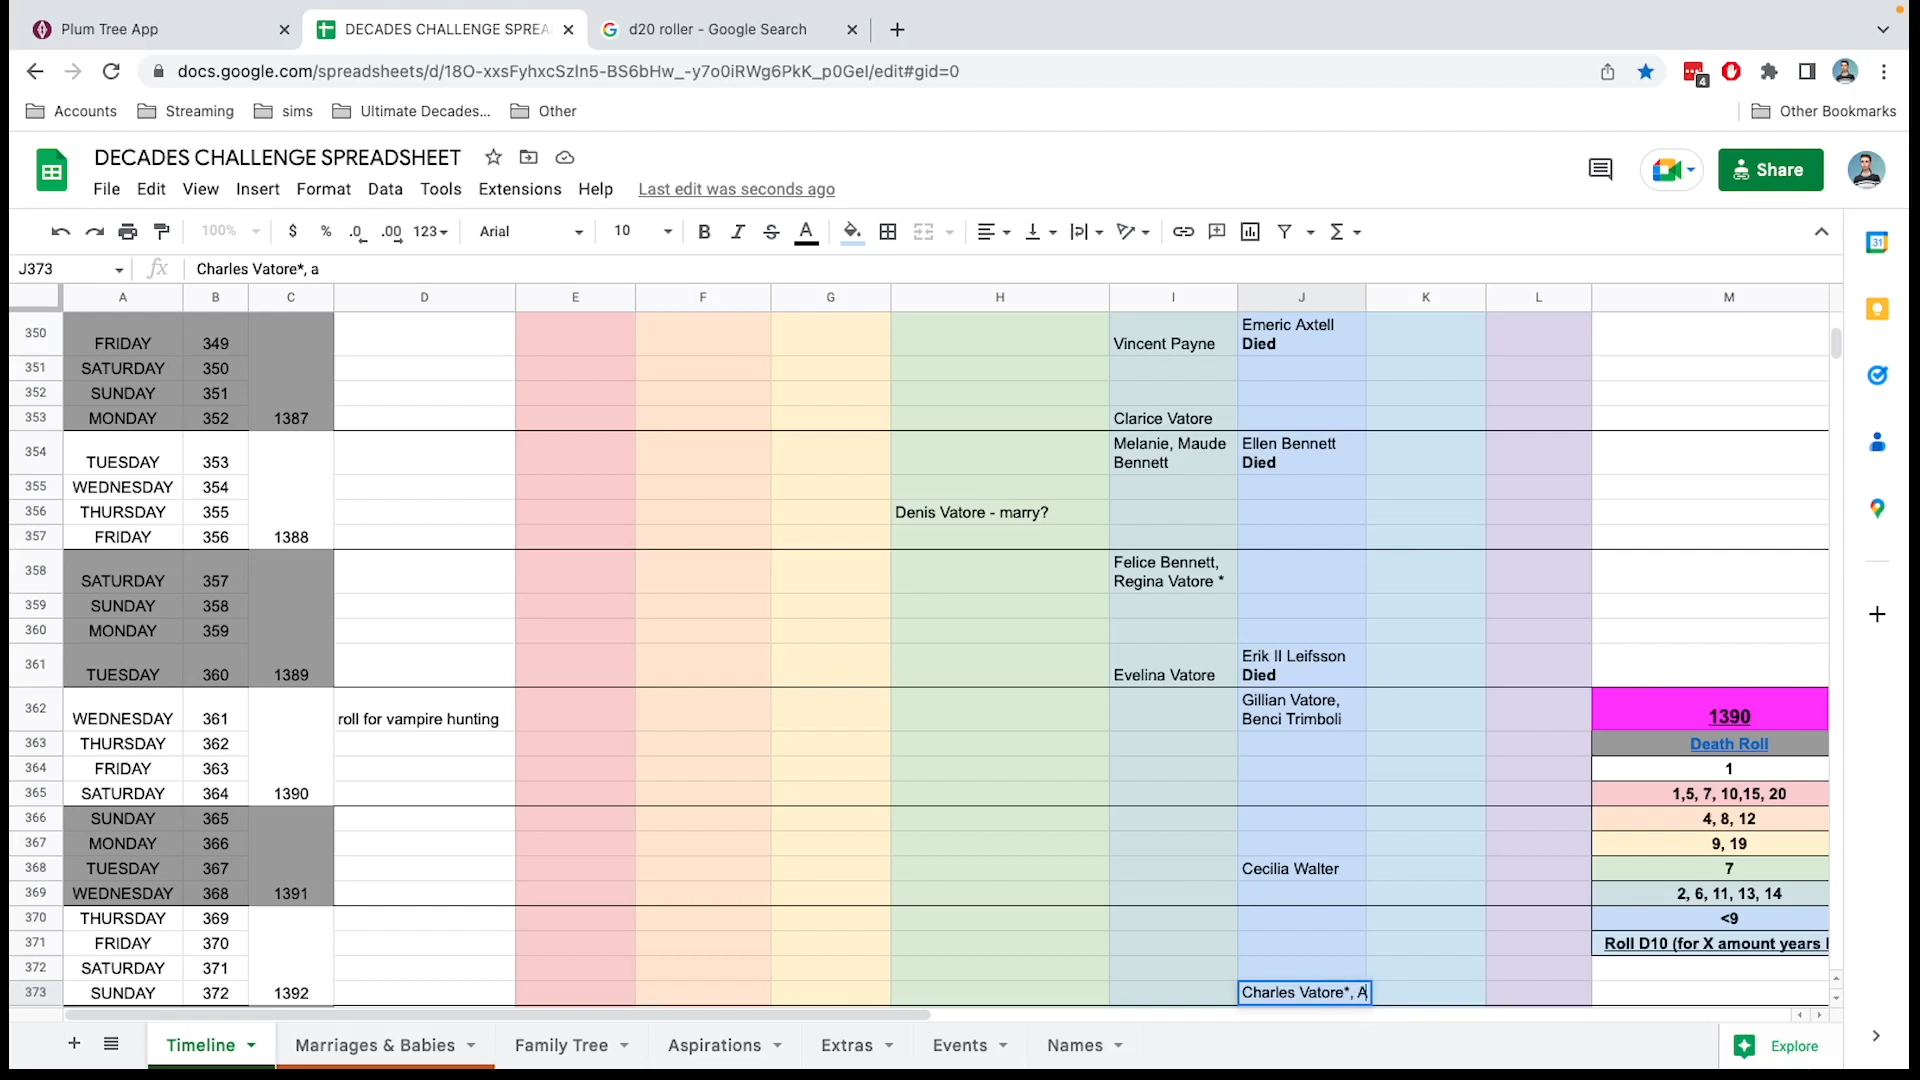 Plum Tree App
DECADES CHALLENGE SPREA
d20 roller - Google Search
docs.google.com/spreadsheets/d/18O-xxsFyhxcSzIn5-BS6bHw_-y7o0iRWg6PkK_p0GeI/edit#gid=0
4
Accounts
Streaming
sims
Ultimate Decades...
Other
Other Bookmarks
DECADES CHALLENGE SPREADSHEET
File Edit View Insert Format Data Tools Extensions Help Last edit was seconds ago
Share
31
100% $ % .0 .00 123 Arial 10 B I S A
J373 fx Charles Vatore*, a
A B C D E F G H I J K L M
350 FRIDAY 349 Vincent Payne Emeric Axtell
Died
351 SATURDAY 350
352 SUNDAY 351
353 MONDAY 352 1387 Clarice Vatore
354 TUESDAY 353 Melanie, Maude
Bennett Ellen Bennett
Died
355 WEDNESDAY 354
356 THURSDAY 355 Denis Vatore - marry?
357 FRIDAY 356 1388
358 SATURDAY 357 Felice Bennett,
Regina Vatore *
359 SUNDAY 358
360 MONDAY 359
361 TUESDAY 360 1389 Evelina Vatore Erik II Leifsson
Died
362 WEDNESDAY 361 roll for vampire hunting Gillian Vatore,
Benci Trimboli 1390
363 THURSDAY 362 Death Roll
364 FRIDAY 363 1
365 SATURDAY 364 1390 1,5, 7, 10,15, 20
366 SUNDAY 365 4, 8, 12
367 MONDAY 366 9, 19
368 TUESDAY 367 Cecilia Walter 7
369 WEDNESDAY 368 1391 2, 6, 11, 13, 14
370 THURSDAY 369 <9
371 FRIDAY 370 Roll D10 (for X amount years
372 SATURDAY 371
373 SUNDAY 372 1392 Charles Vatore*, A
Timeline Marriages & Babies Family Tree Aspirations Extras Events Names
Explore